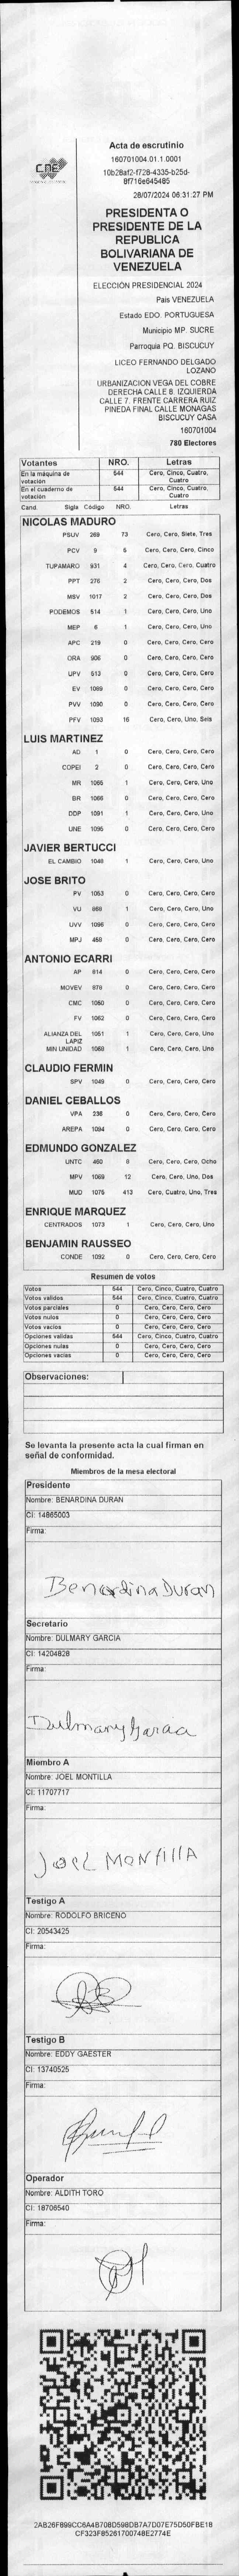 CNE
Acta de escrutinio
160701004.01.1.0001
10b28af2-f728-4335-b25d-
8f716e645485
28/07/2024 06:31:27 PM
PRESIDENTA O
PRESIDENTE DE LA
REPUBLICA
BOLIVARIANA DE
VENEZUELA
ELECCIÓN PRESIDENCIAL 2024
Pais VENEZUELA
Estado EDO. PORTUGUESA
Municipio MP. SUCRE
Parroquia PQ. BISCUCUY
LICEO FERNANDO DELGADO
LOZANO
URBANIZACION VEGA DEL COBRE
DERECHA CALLE 8. IZQUIERDA
CALLE 7. FRENTE CARRERA RUIZ
PINEDA FINAL CALLE MONAGAS
BISCUCUY CASA
160701004
780 Electores
Votantes NRO. Letras
En la máquina de votación 544 Cero, Cinco, Cuatro, Cuatro
En el cuaderno de votación 544 Cero, Cinco, Cuatro, Cuatro
Cand. Sigla Código NRO. Letras
NICOLAS MADURO
PSUV 269 73 Cero, Cero, Siete, Tres
PCV 9 5 Cero, Cero, Cero, Cinco
TUPAMARO 931 4 Cero, Cero, Cero, Cuatro
PPT 276 2 Cero, Cero, Cero, Dos
MSV 1017 2 Cero, Cero, Cero, Dos
PODEMOS 514 1 Cero, Cero, Cero, Uno
MEP 6 1 Cero, Cero, Cero, Uno
APC 219 0 Cero, Cero, Cero, Cero
ORA 906 0 Cero, Cero, Cero, Cero
UPV 513 0 Cero, Cero, Cero, Cero
EV 1089 0 Cero, Cero, Cero, Cero
PVV 1090 0 Cero, Cero, Cero, Cero
PFV 1093 16 Cero, Cero, Uno, Seis
LUIS MARTINEZ
AD 1 0 Cero, Cero, Cero, Cero
COPEI 2 0 Cero, Cero, Cero, Cero
MR 1065 1 Cero, Cero, Cero, Uno
BR 1066 0 Cero, Cero, Cero, Cero
DDP 1091 1 Cero, Cero, Cero, Uno
UNE 1095 0 Cero, Cero, Cero, Cero
JAVIER BERTUCCI
EL CAMBIO 1048 1 Cero, Cero, Cero, Uno
JOSE BRITO
PV 1053 0 Cero, Cero, Cero, Cero
VU 868 1 Cero, Cero, Cero, Uno
UVV 1096 0 Cero, Cero, Cero, Cero
MPJ 458 0 Cero, Cero, Cero, Cero
ANTONIO ECARRI
AP 814 0 Cero, Cero, Cero, Cero
MOVEV 878 0 Cero, Cero, Cero, Cero
CMC 1050 0 Cero, Cero, Cero, Cero
FV 1062 0 Cero, Cero, Cero, Cero
ALIANZA DEL LAPIZ 1051 1 Cero, Cero, Cero, Uno
MIN UNIDAD 1069 1 Cero, Cero, Cero, Uno
CLAUDIO FERMIN
SPV 1049 0 Cero, Cero, Cero, Cero
DANIEL CEBALLOS
VPA 236 0 Cero, Cero, Cero, Cero
AREPA 1094 0 Cero, Cero, Cero, Cero
EDMUNDO GONZALEZ
UNTC 460 8 Cero, Cero, Cero, Ocho
MPV 1069 12 Cero, Cero, Uno, Dos
MUD 1075 413 Cero, Cuatro, Uno, Tres
ENRIQUE MARQUEZ
CENTRADOS 1073 1 Cero, Cero, Cero, Uno
BENJAMIN RAUSSEO
CONDE 1092 0 Cero, Cero, Cero, Cero
Resumen de votos
Votos 544 Cero, Cinco, Cuatro, Cuatro
Votos validos 544 Cero, Cinco, Cuatro, Cuatro
Votos parciales 0 Cero, Cero, Cero, Cero
Votos nulos 0 Cero, Cero, Cero, Cero
Votos vacios 0 Cero, Cero, Cero, Cero
Opciones validas 544 Cero, Cinco, Cuatro, Cuatro
Opciones nulas 0 Cero, Cero, Cero, Cero
Opciones vacias 0 Cero, Cero, Cero, Cero
Observaciones:
Se levanta la presente acta la cual firman en
señal de conformidad.
Miembros de la mesa electoral
Presidente
Nombre: BENARDINA DURAN
CI: 14865003
Firma:
Benardina Duran
Secretario
Nombre: DULMARY GARCIA
CI: 14204828
Firma:
Dulmary Garcia
Miembro A
Nombre: JOEL MONTILLA
CI: 11707717
Firma:
JOEL MONtillA
Testigo A
Nombre: RODOLFO BRICEÑO
CI: 20543425
Firma:
Testigo B
Nombre: EDDY GAESTER
CI: 13740525
Firma:
Operador
Nombre: ALDITH TORO
CI: 18706540
Firma:
2AB26F899CC6A4B708D598DB7A7D07E75D50FBE18
CF323F85261700748E2774E